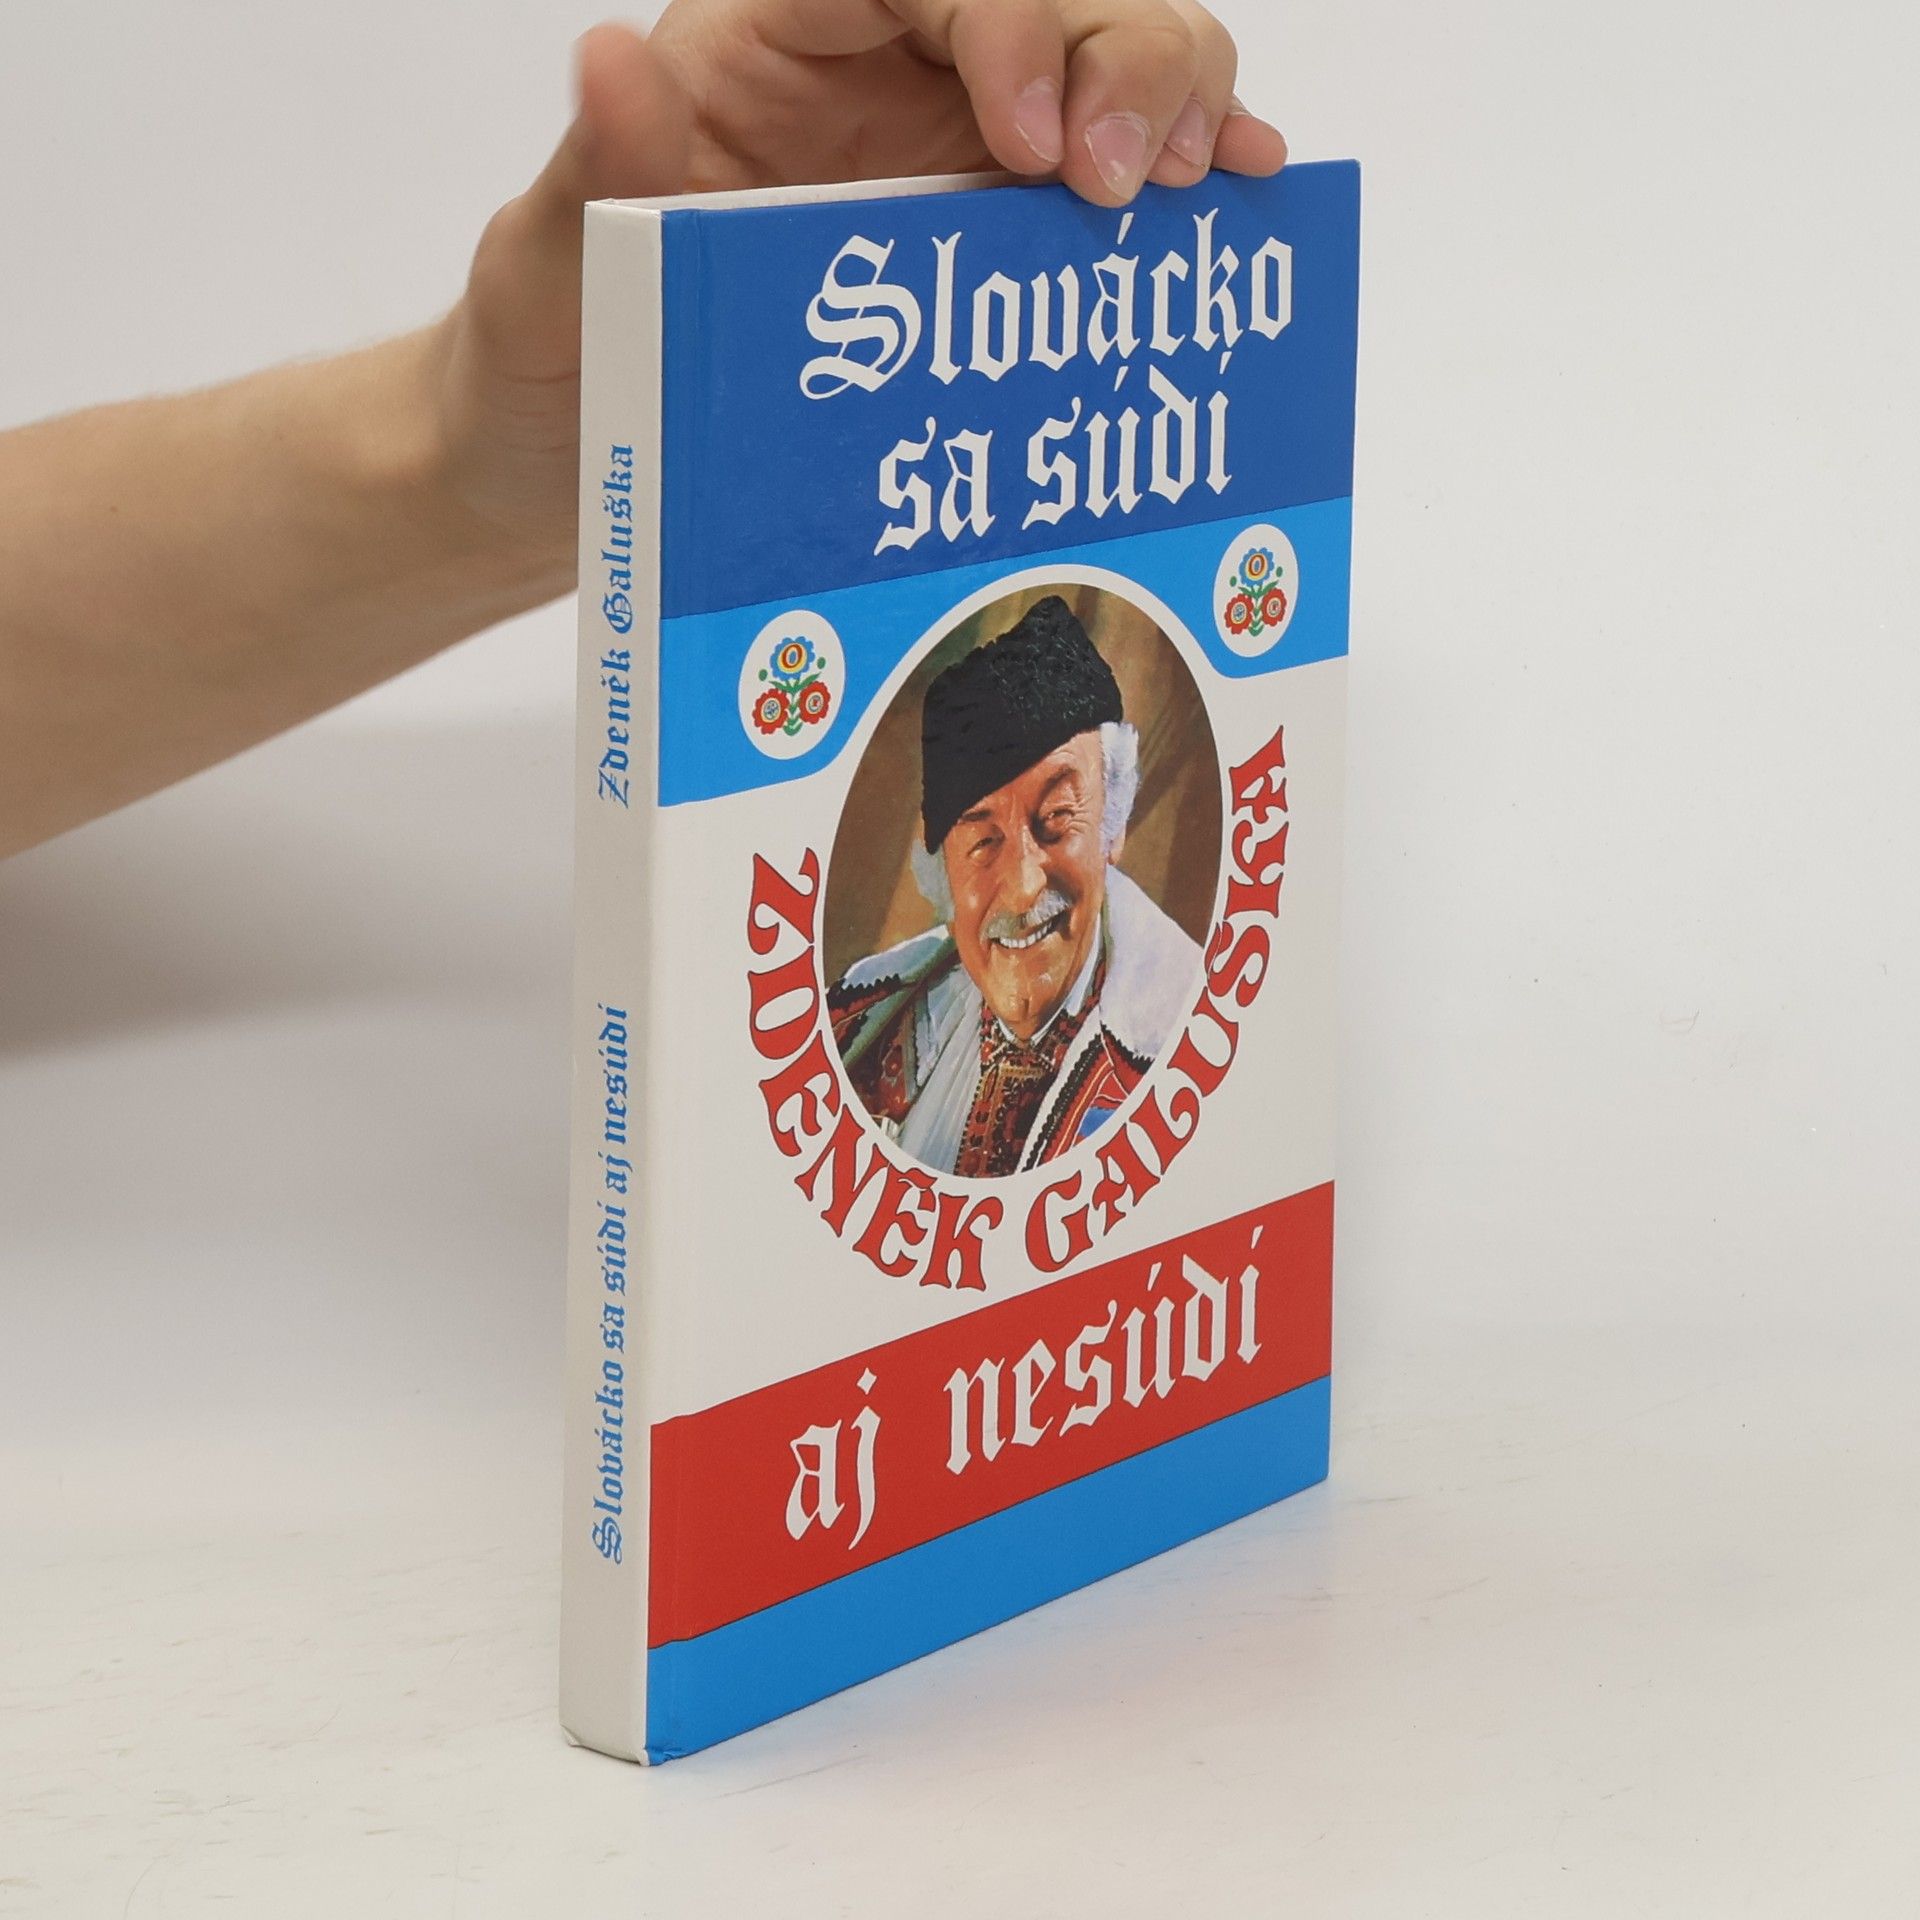 Slovácko
sa súdí
ZDENĚK GALUŠKA
aj nesúdí
Slovácko sa súdí aj nesúdí Zdeněk Galuška